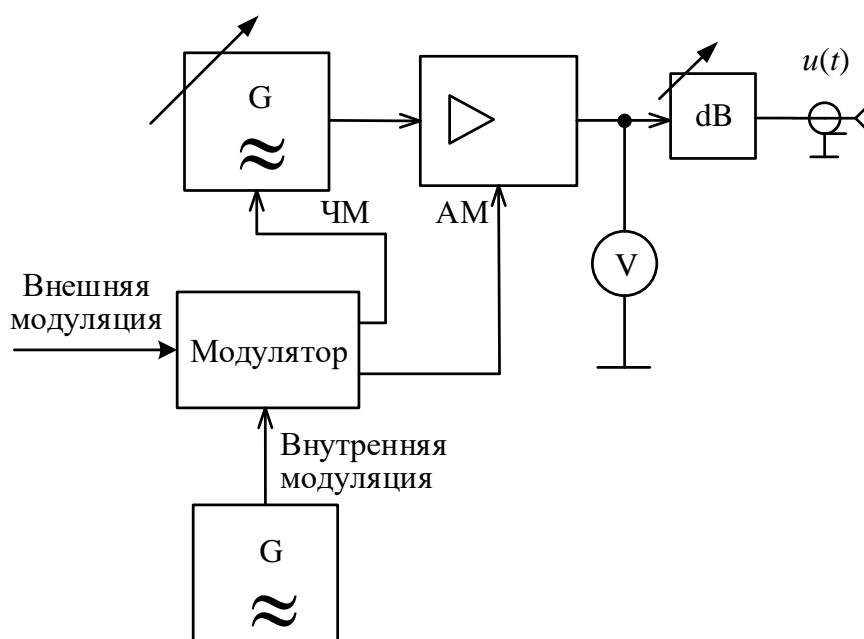 u(t)
G
dB
ЧМ
АМ
V
Внешняя
модуляция
Модулятор
Внутренняя
модуляция
G